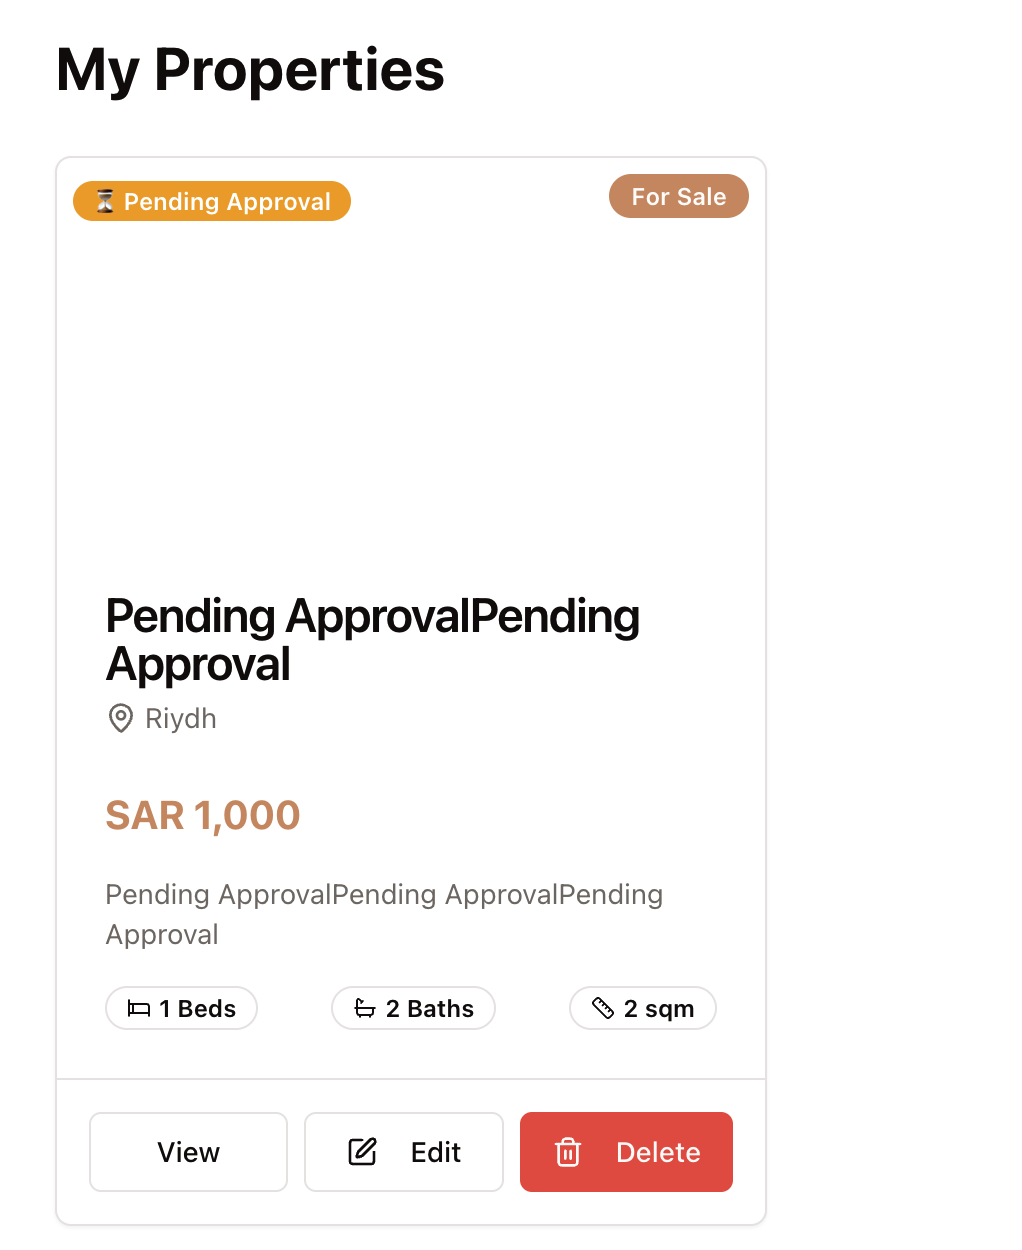 My Properties
⏳ Pending Approval
For Sale
Pending ApprovalPending
Approval
Riydh
SAR 1,000
Pending ApprovalPending ApprovalPending
Approval
1 Beds
2 Baths
2 sqm
View
Edit
Delete